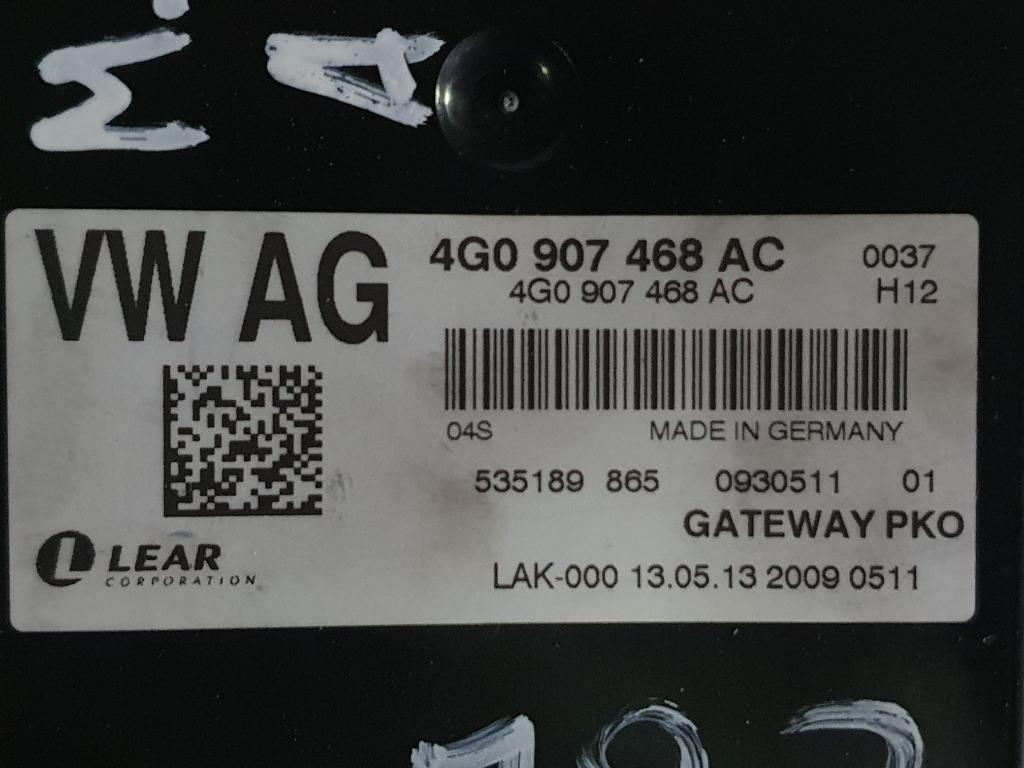 VW AG
4G0 907 468 AC 0037
4G0 907 468 AC H12
04S MADE IN GERMANY
535189 865 0930511 01
GATEWAY PKO
LEAR
CORPORATION
LAK-000 13.05.13 2009 0511